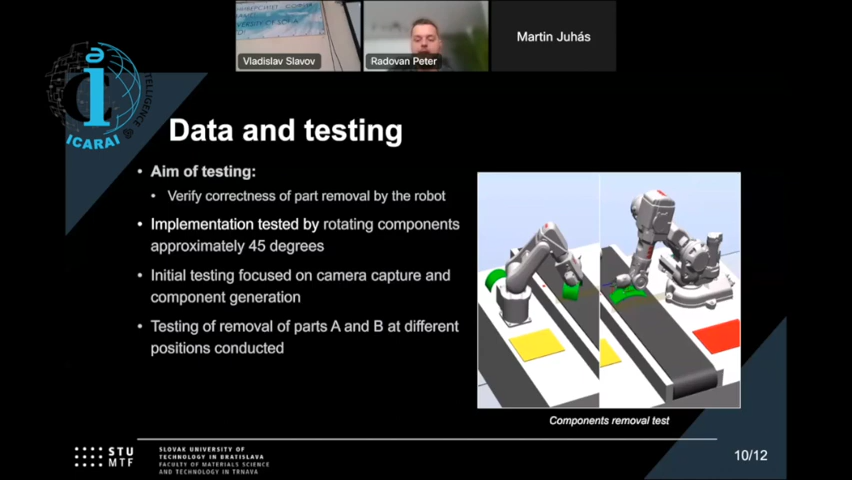 Vladislav Slavov
Radovan Peter
Martin Juhás
ICARAI
Data and testing
• Aim of testing:
• Verify correctness of part removal by the robot
• Implementation tested by rotating components
approximately 45 degrees
• Initial testing focused on camera capture and
component generation
• Testing of removal of parts A and B at different
positions conducted
Components removal test
STU
MTF
SLOVAK UNIVERSITY OF
TECHNOLOGY IN BRATISLAVA
FACULTY OF MATERIALS SCIENCE
AND TECHNOLOGY IN TRNAVA
10/12